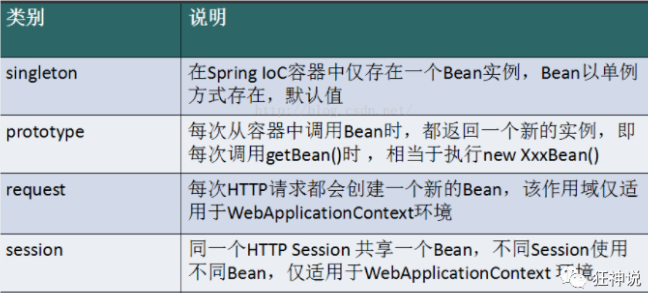 类别 说明
singleton 在Spring IoC容器中仅存在一个Bean实例，Bean以单例
方式存在，默认值
prototype 每次从容器中调用Bean时，都返回一个新的实例，即
每次调用getBean()时 ，相当于执行new XxxBean()
request 每次HTTP请求都会创建一个新的Bean，该作用域仅适
用于WebApplicationContext环境
session 同一个HTTP Session 共享一个Bean，不同Session使用
不同Bean，仅适用于WebApplicationContext 环境
狂神说